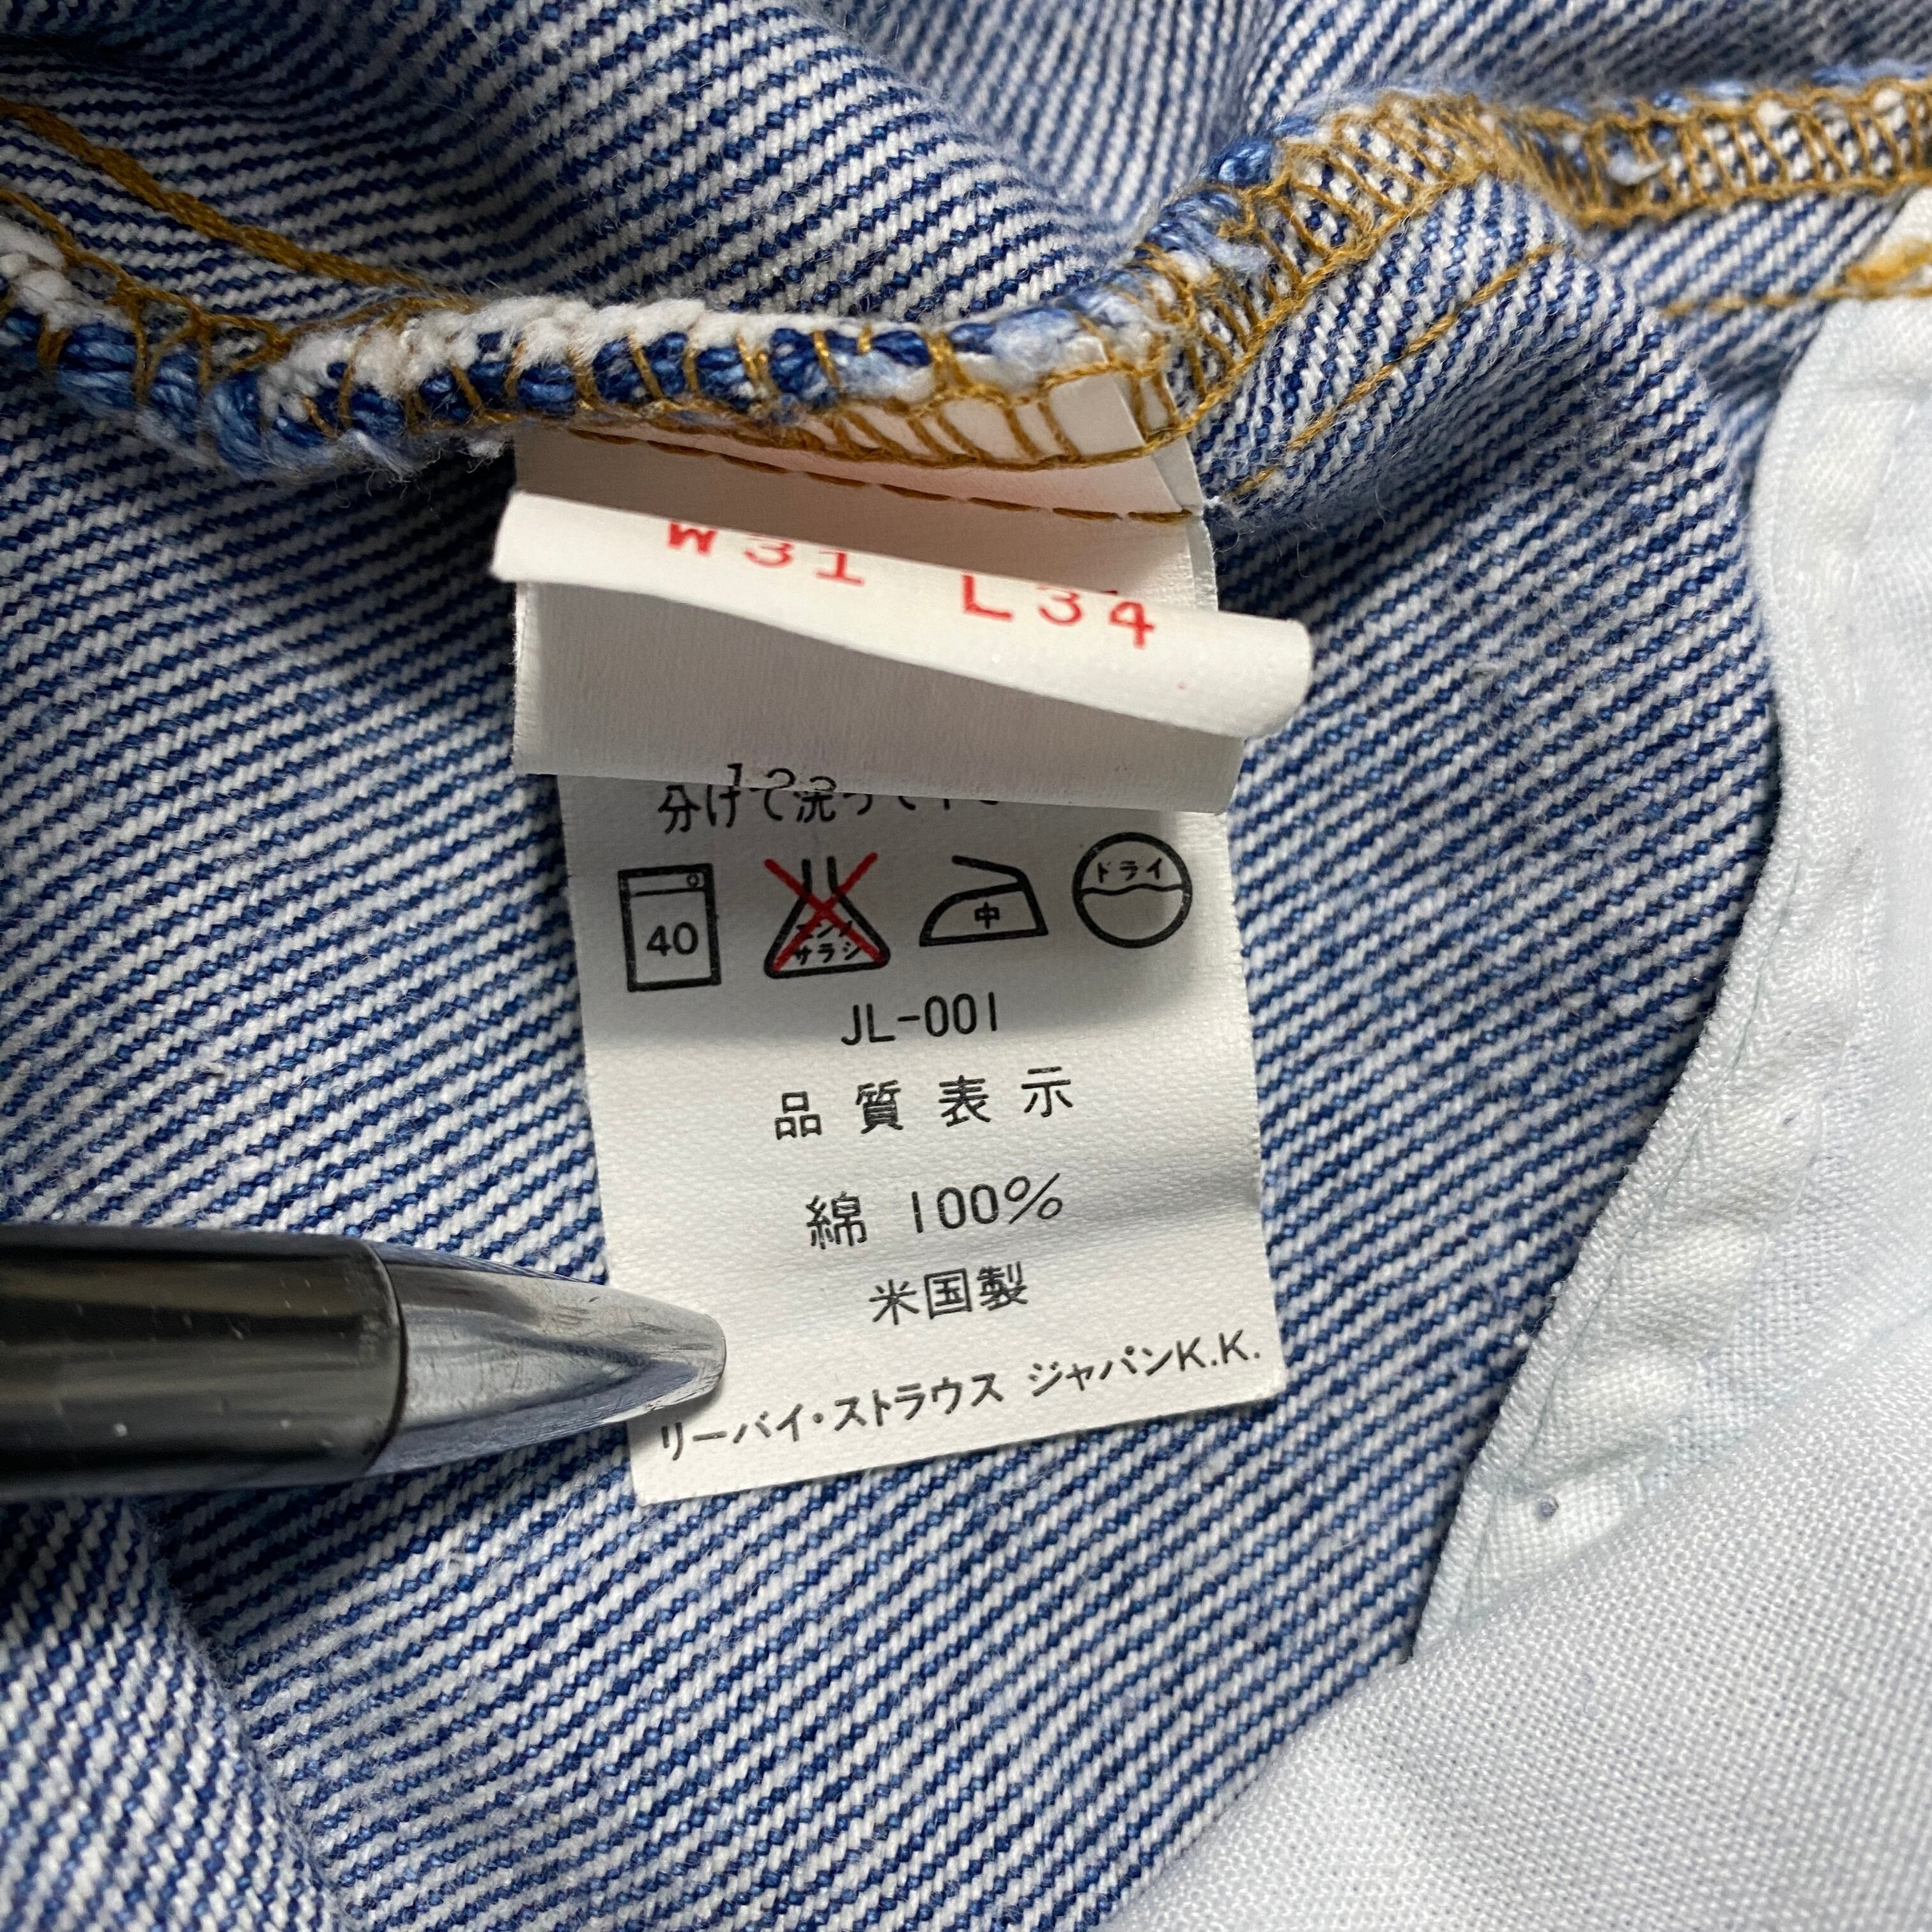 W31 L34
分けて洗って下さ
40
サラシ
中
ドライ
JL-001
品質表示
綿 100%
米国製
リーバイ・ストラウス ジャパンK.K.